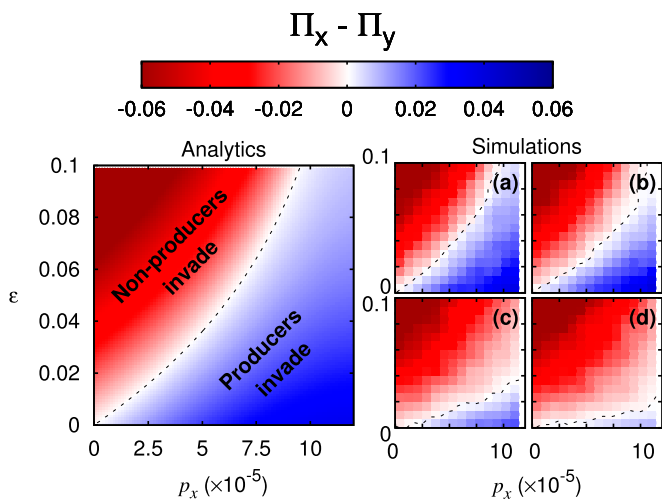 Πx - Πy
-0.06 -0.04 -0.02 0 0.02 0.04 0.06
Analytics
Simulations
ε
0.1
0.08
0.06
0.04
0.02
0
Non-producers
invade
Producers
invade
0 2.5 5 7.5 10
px (×10-5)
0.1
(a)
(b)
0
0.1
(c)
(d)
0
0 10 0 10
px (×10-5)